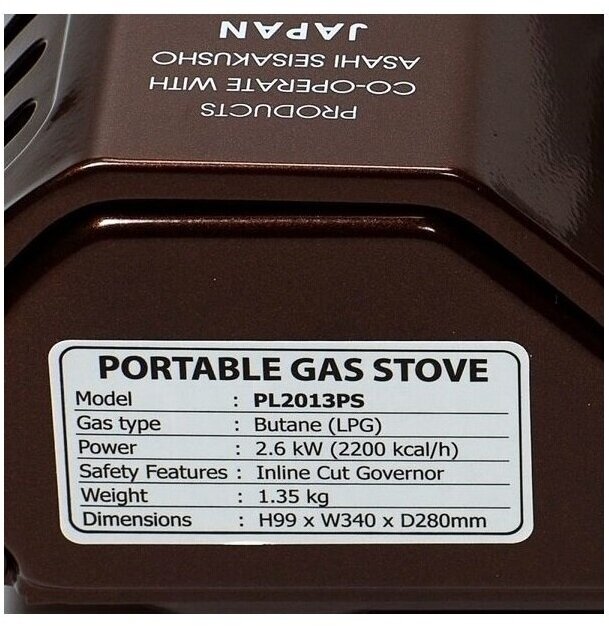 PRODUCTS
CO-OPERATE WITH
ASAHI SEISAKUSHO
JAPAN
PORTABLE GAS STOVE
Model : PL2013PS
Gas type : Butane (LPG)
Power : 2.6 kW (2200 kcal/h)
Safety Features : Inline Cut Governor
Weight : 1.35 kg
Dimensions : H99 x W340 x D280mm